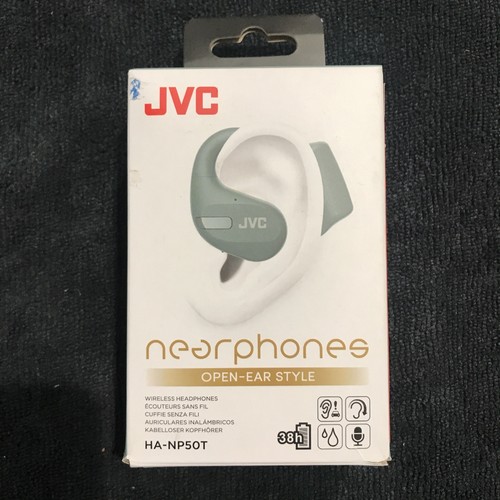 JVC
JVC
nearphones
OPEN-EAR STYLE
WIRELESS HEADPHONES
ÉCOUTEURS SANS FIL
CUFFIE SENZA FILI
AURICULARES INALÁMBRICOS
KABELLOSER KOPFHÖRER
HA-NP50T
38h